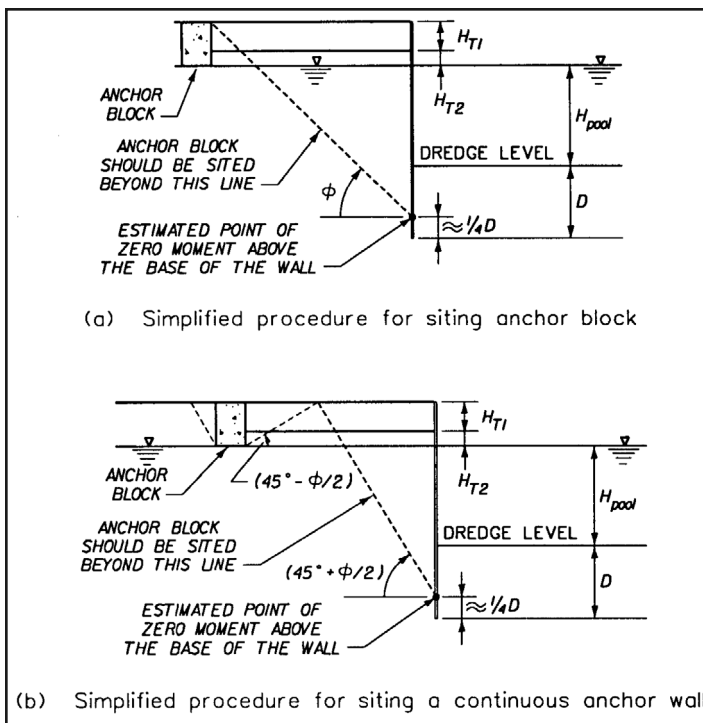 H_T1
ANCHOR
BLOCK
H_T2
H_pool
ANCHOR BLOCK
SHOULD BE SITED
BEYOND THIS LINE
DREDGE LEVEL
ϕ
D
ESTIMATED POINT OF
ZERO MOMENT ABOVE
THE BASE OF THE WALL
≈¼D
(a) Simplified procedure for siting anchor block
H_T1
ANCHOR
BLOCK
(45°-ϕ/2)
H_T2
H_pool
ANCHOR BLOCK
SHOULD BE SITED
BEYOND THIS LINE
DREDGE LEVEL
(45°+ϕ/2)
D
ESTIMATED POINT OF
ZERO MOMENT ABOVE
THE BASE OF THE WALL
≈¼D
(b) Simplified procedure for siting a continuous anchor wall